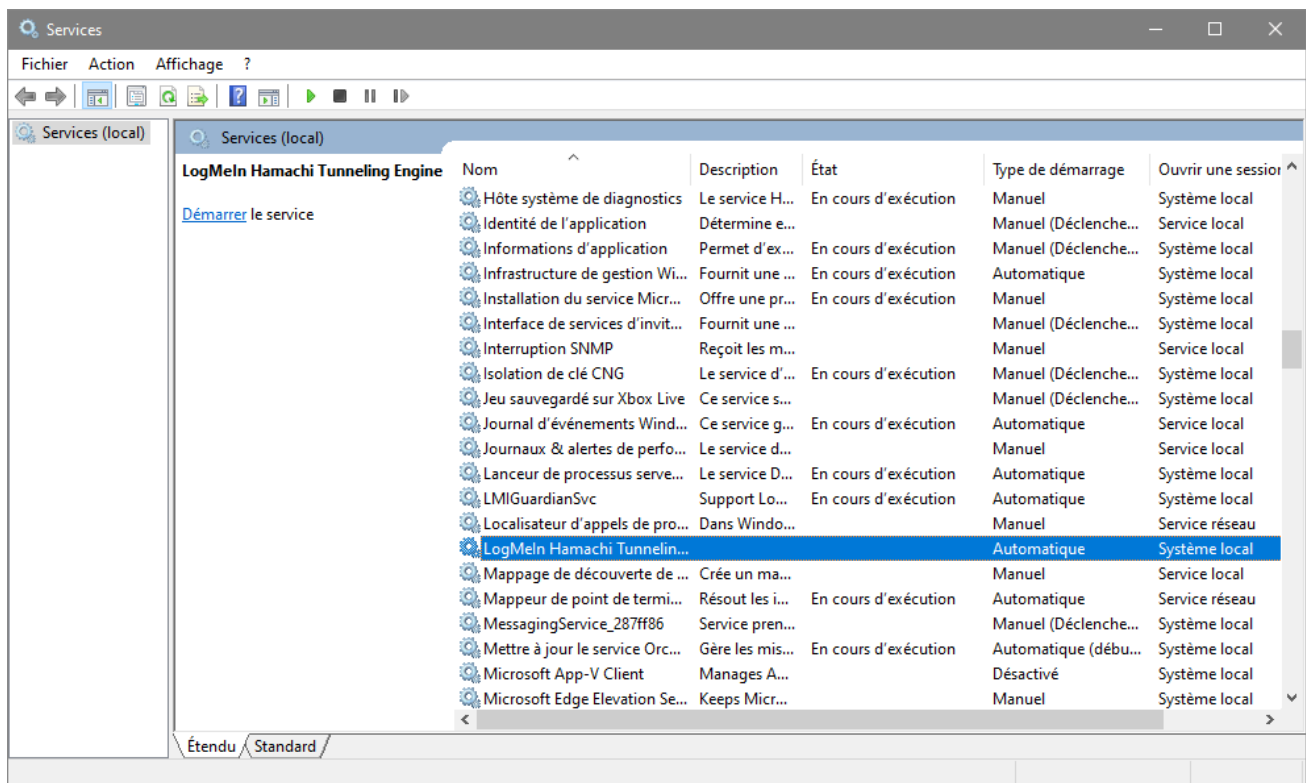 Services
Fichier Action Affichage ?
Services (local)
Services (local)
LogMeIn Hamachi Tunneling Engine
Démarrer le service
Nom Description État Type de démarrage Ouvrir une session
Hôte système de diagnostics Le service H... En cours d'exécution Manuel Système local
Identité de l'application Détermine e... Manuel (Déclenche... Service local
Informations d'application Permet d'ex... En cours d'exécution Manuel (Déclenche... Système local
Infrastructure de gestion Wi... Fournit une ... En cours d'exécution Automatique Système local
Installation du service Micr... Offre une pr... En cours d'exécution Manuel Système local
Interface de services d'invit... Fournit une ... Manuel (Déclenche... Système local
Interruption SNMP Reçoit les m... Manuel Service local
Isolation de clé CNG Le service d'... En cours d'exécution Manuel (Déclenche... Système local
Jeu sauvegardé sur Xbox Live Ce service s... Manuel (Déclenche... Système local
Journal d'événements Wind... Ce service g... En cours d'exécution Automatique Service local
Journaux & alertes de perfo... Le service d... Manuel Service local
Lanceur de processus serve... Le service D... En cours d'exécution Automatique Système local
LMIGuardianSvc Support Lo... En cours d'exécution Automatique Système local
Localisateur d'appels de pro... Dans Windo... Manuel Service réseau
LogMeIn Hamachi Tunnelin... Automatique Système local
Mappage de découverte de ... Crée un ma... Manuel Service local
Mappeur de point de termi... Résout les i... En cours d'exécution Automatique Service réseau
MessagingService_287ff86 Service pren... Manuel (Déclenche... Système local
Mettre à jour le service Orc... Gère les mis... En cours d'exécution Automatique (débu... Système local
Microsoft App-V Client Manages A... Désactivé Système local
Microsoft Edge Elevation Se... Keeps Micr... Manuel Système local
Étendu Standard